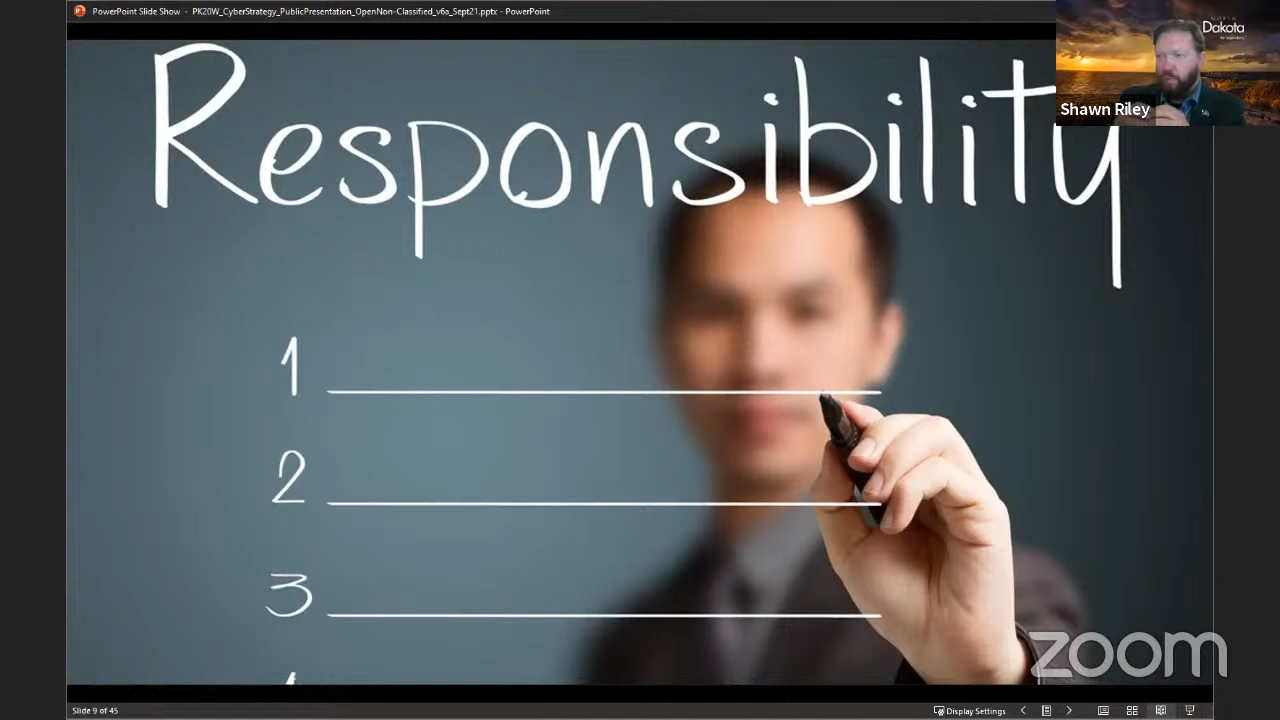 PowerPoint Slide Show - PK20W_CyberStrategy_PublicPresentation_OpenNon-Classified_v6a_Sept21.pptx - PowerPoint
NORTH
Dakota
Shawn Riley
Responsibility
1
2
3
zoom
Slide 9 of 45
Display Settings